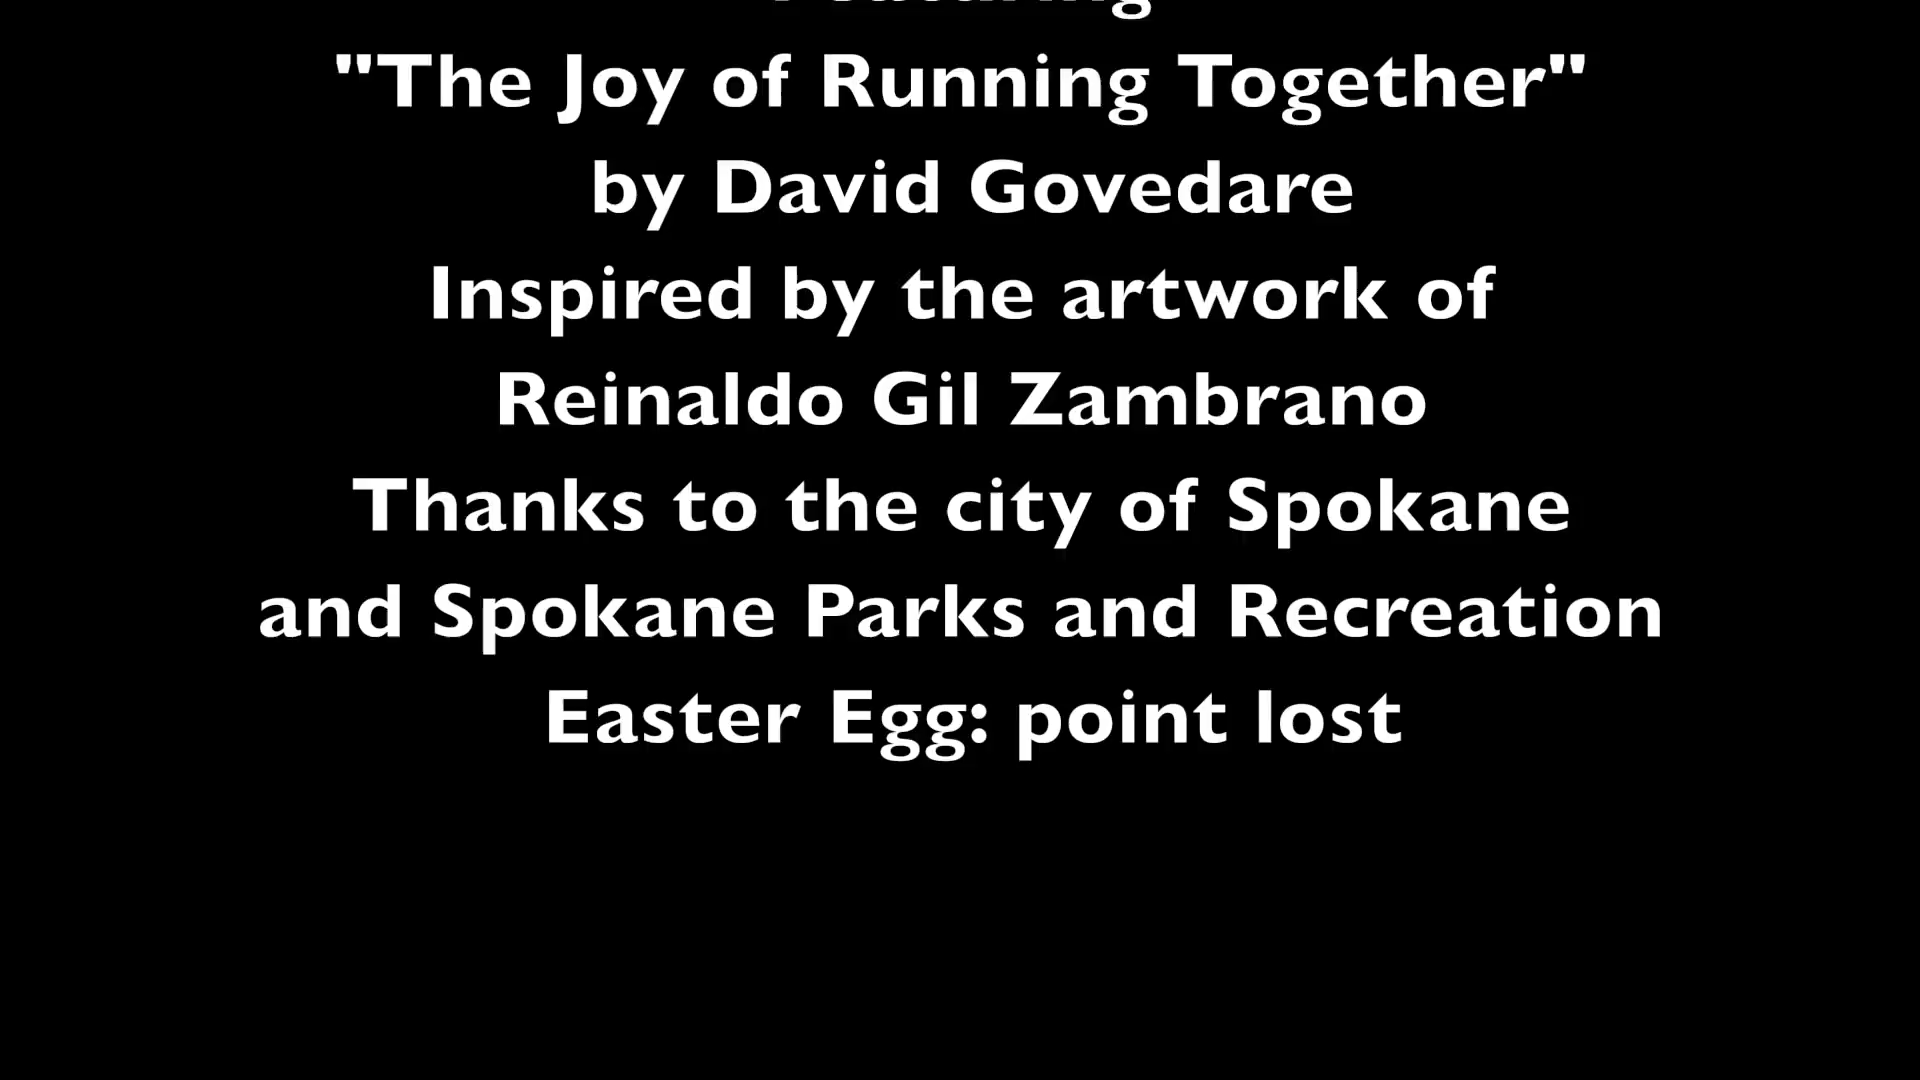 Featuring
"The Joy of Running Together"
by David Govedare
Inspired by the artwork of
Reinaldo Gil Zambrano
Thanks to the city of Spokane
and Spokane Parks and Recreation
Easter Egg: point lost